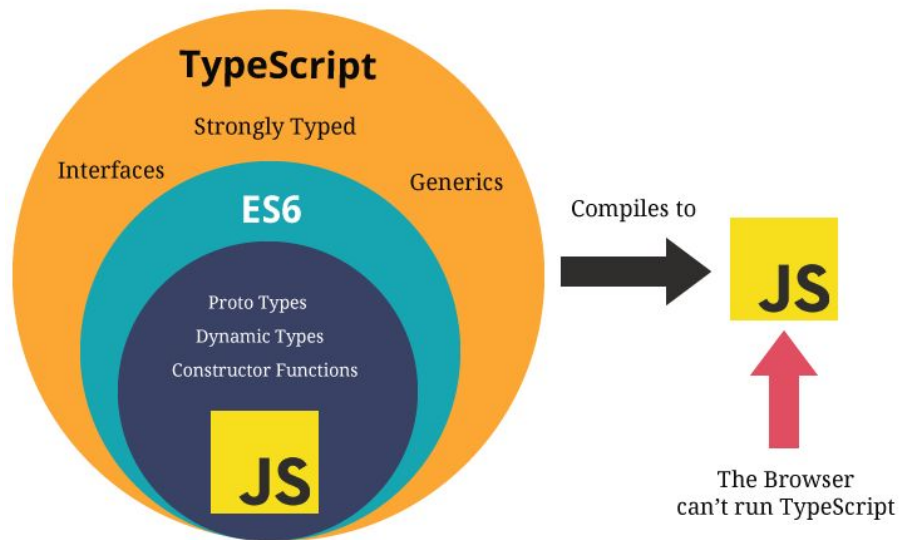 TypeScript
Strongly Typed
Interfaces
Generics
ES6
Proto Types
Dynamic Types
Constructor Functions
JS
Compiles to
JS
The Browser
can't run TypeScript